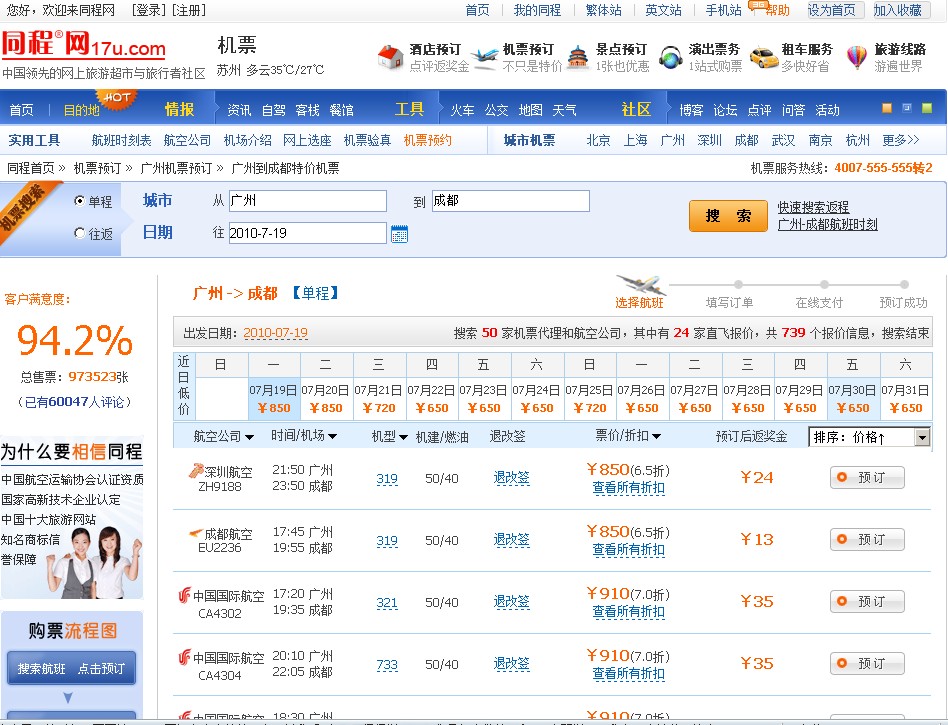 您好，欢迎来同程网 [登录] [注册]
首页 我的同程 繁体站 英文站 手机站 帮助 设为首页 加入收藏
同程®网17u.com
中国领先的网上旅游超市与旅行者社区
机票
苏州 多云35℃/27℃
酒店预订 点评返奖金
机票预订 不只是特价
景点预订 1张也优惠
演出票务 1站式购票
租车服务 多快好省
旅游线路 游遍世界
首页 目的地 HOT 情报 资讯 自驾 客栈 餐馆 工具 火车 公交 地图 天气 社区 博客 论坛 点评 问答 活动
实用工具 航班时刻表 航空公司 机场介绍 网上选座 机票验真 机票预约 城市机票 北京 上海 广州 深圳 成都 武汉 南京 杭州 更多>>
同程首页 » 机票预订 » 广州机票预订 » 广州到成都特价机票
机票服务热线：4007-555-555转2
机票搜索
单程 城市 从 广州 到 成都
往返 日期 往 2010-7-19
搜 索
快速搜索返程
广州-成都航班时刻
客户满意度：
94.2%
总售票：973523张
（已有60047人评论）
为什么要相信同程
中国航空运输协会认证资质
国家高新技术企业认定
中国十大旅游网站
知名商标信
誉保障
购票流程图
搜索航班 点击预订
广州 -> 成都 【单程】
选择航班 填写订单 在线支付 预订成功
出发日期：2010-07-19
搜索 50 家机票代理和航空公司，其中有 24 家直飞报价，共 739 个报价信息，搜索结束
近日低价
日 一 二 三 四 五 六 日 一 二 三 四 五 六
07月19日 07月20日 07月21日 07月22日 07月23日 07月24日 07月25日 07月26日 07月27日 07月28日 07月29日 07月30日 07月31日
￥850 ￥850 ￥720 ￥650 ￥650 ￥650 ￥720 ￥650 ￥650 ￥650 ￥650 ￥650 ￥650
航空公司 时间/机场 机型 机建/燃油 退改签 票价/折扣 预订后返奖金 排序：价格↑
深圳航空 21:50 广州 319 50/40 退改签 ￥850(6.5折) ￥24 预 订
ZH9188 23:50 成都 查看所有折扣
成都航空 17:45 广州 319 50/40 退改签 ￥850(6.5折) ￥13 预 订
EU2236 19:55 成都 查看所有折扣
中国国际航空 17:20 广州 321 50/40 退改签 ￥910(7.0折) ￥35 预 订
CA4302 19:35 成都 查看所有折扣
中国国际航空 20:10 广州 733 50/40 退改签 ￥910(7.0折) ￥35 预 订
CA4304 22:05 成都 查看所有折扣
中国国际航空 18:30 广州 ￥910(7.0折)